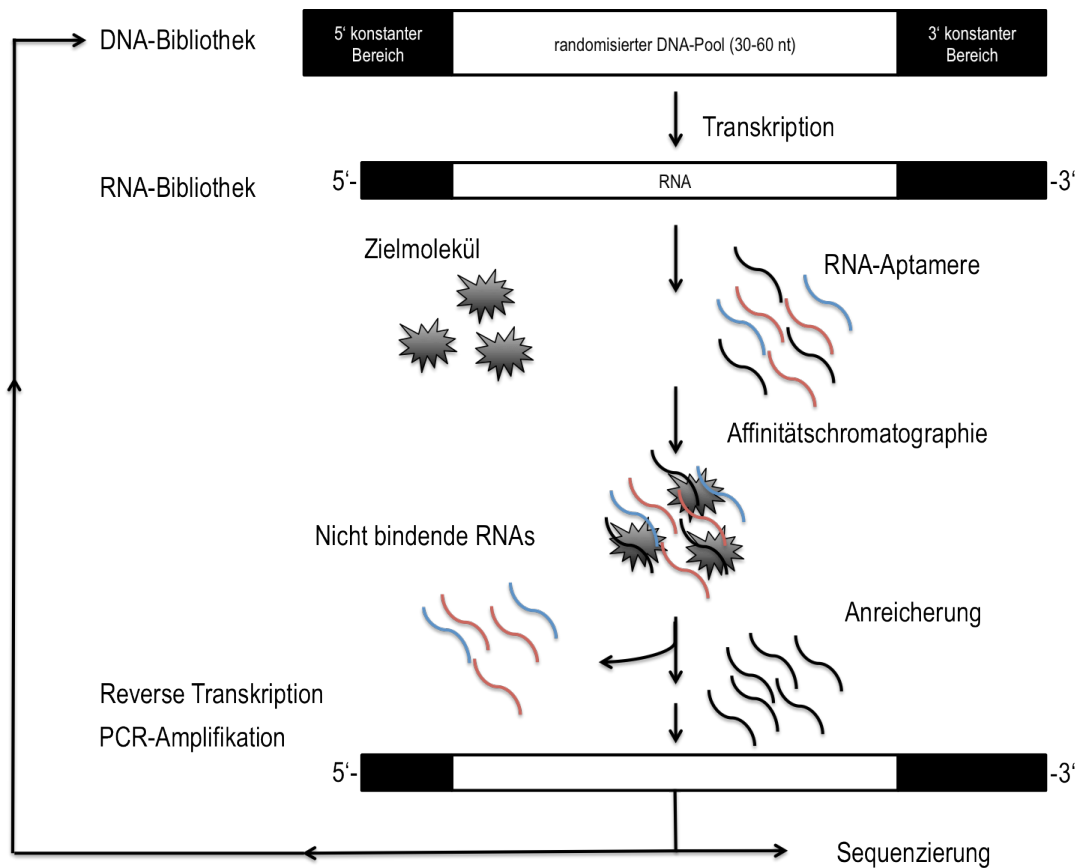 DNA-Bibliothek
5‘ konstanter
Bereich
randomisierter DNA-Pool (30-60 nt)
3‘ konstanter
Bereich
Transkription
RNA-Bibliothek
5‘-
RNA
-3‘
Zielmolekül
RNA-Aptamere
Affinitätschromatographie
Nicht bindende RNAs
Anreicherung
Reverse Transkription
PCR-Amplifikation
5‘-
-3‘
Sequenzierung